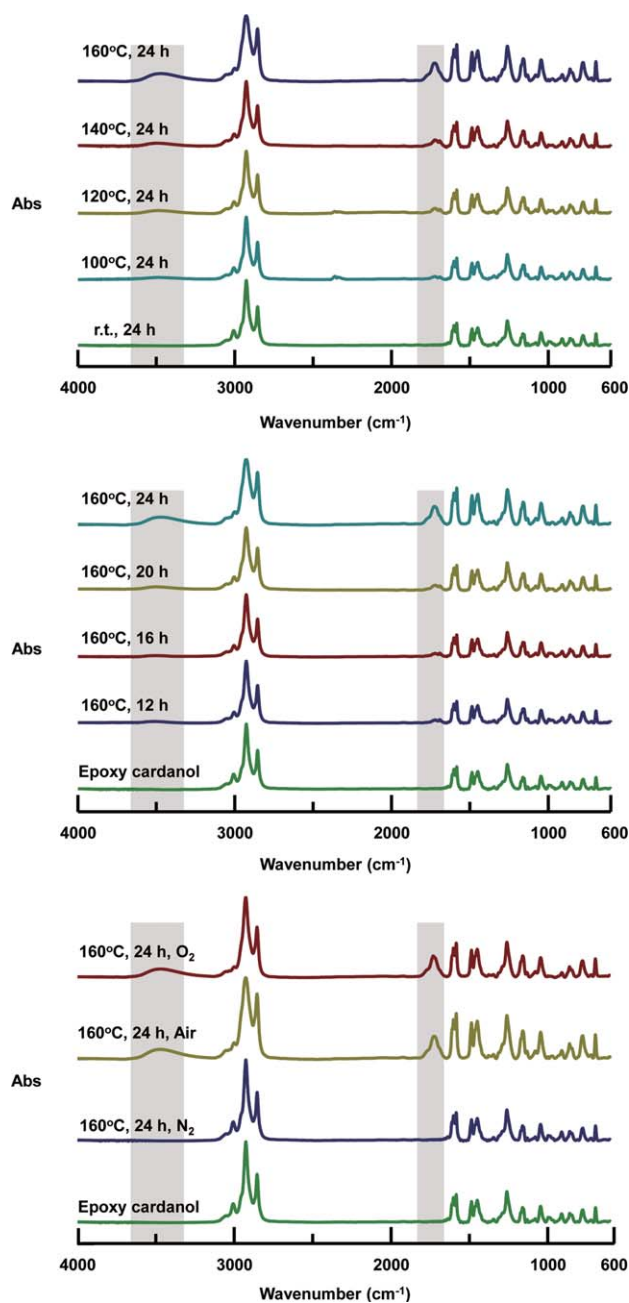 160°C, 24 h
140°C, 24 h
120°C, 24 h
Abs
100°C, 24 h
r.t., 24 h
4000 3000 2000 1000 600
Wavenumber (cm⁻¹)
160°C, 24 h
160°C, 20 h
160°C, 16 h
Abs
160°C, 12 h
Epoxy cardanol
4000 3000 2000 1000 600
Wavenumber (cm⁻¹)
160°C, 24 h, O₂
160°C, 24 h, Air
Abs
160°C, 24 h, N₂
Epoxy cardanol
4000 3000 2000 1000 600
Wavenumber (cm⁻¹)